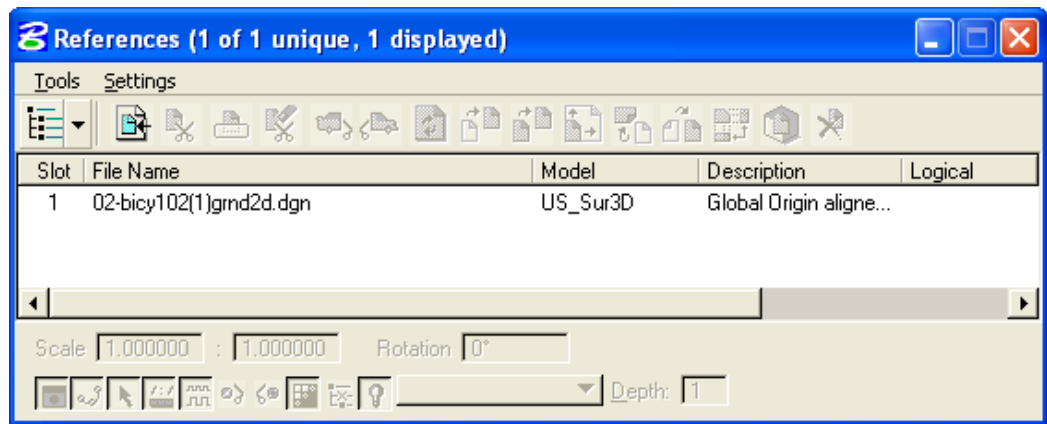 References (1 of 1 unique, 1 displayed)
Tools Settings
Slot File Name Model Description Logical
1 02-bicy102(1)grnd2d.dgn US_Sur3D Global Origin aligne...
Scale 1.000000 : 1.000000 Rotation 0°
Depth: 1